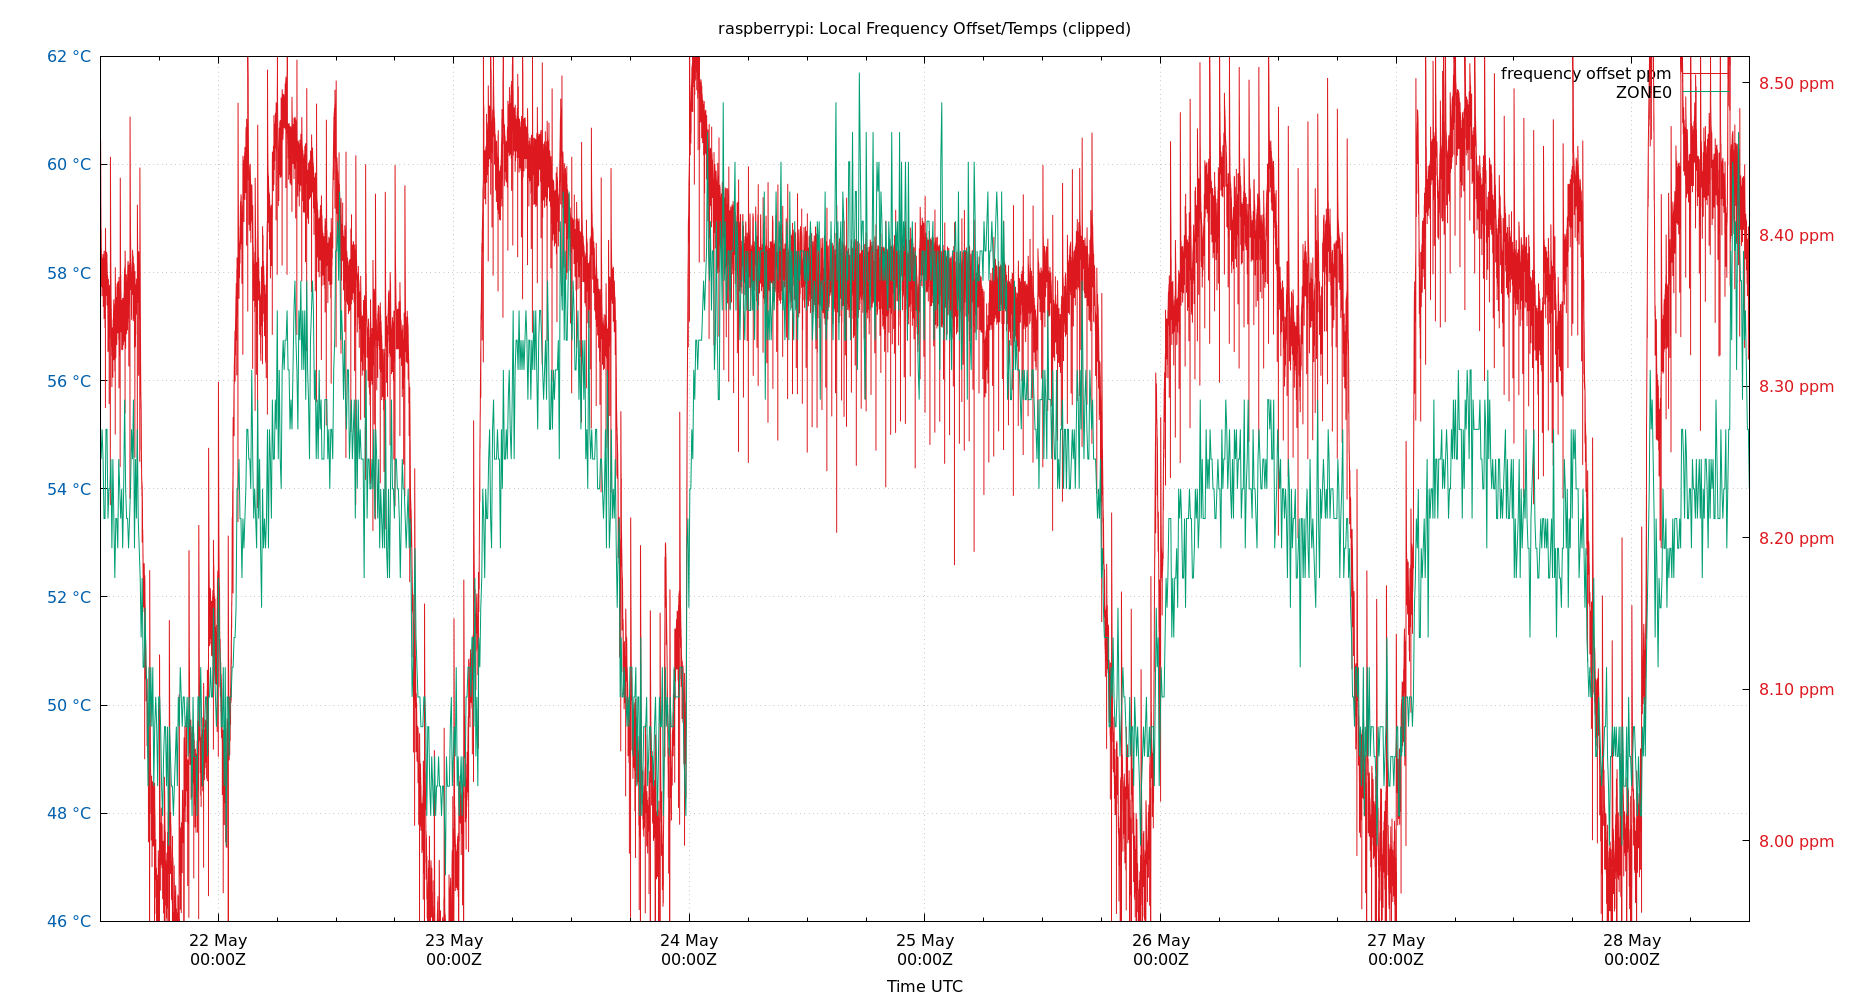 raspberrypi: Local Frequency Offset/Temps (clipped)
62 °C
60 °C
58 °C
56 °C
54 °C
52 °C
50 °C
48 °C
46 °C
frequency offset ppm
ZONE0
8.50 ppm
8.40 ppm
8.30 ppm
8.20 ppm
8.10 ppm
8.00 ppm
22 May
00:00Z
23 May
00:00Z
24 May
00:00Z
25 May
00:00Z
26 May
00:00Z
27 May
00:00Z
28 May
00:00Z
Time UTC